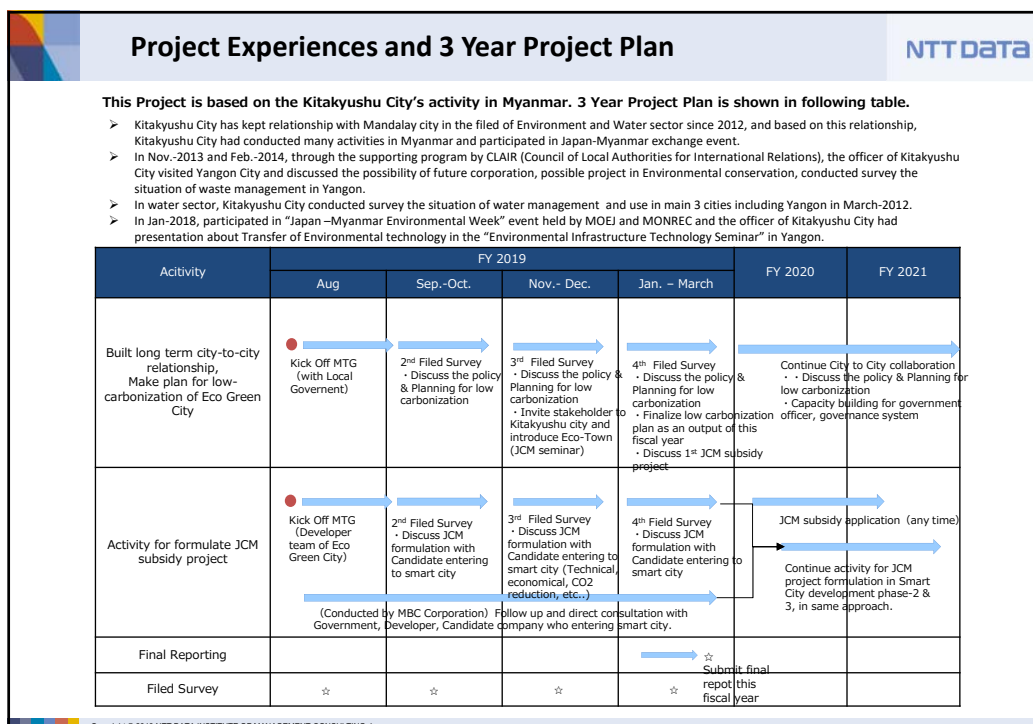 Project Experiences and 3 Year Project Plan
NTT DATA
This Project is based on the Kitakyushu City's activity in Myanmar. 3 Year Project Plan is shown in following table.
➤ Kitakyushu City has kept relationship with Mandalay city in the filed of Environment and Water sector since 2012, and based on this relationship,
Kitakyushu City had conducted many activities in Myanmar and participated in Japan-Myanmar exchange event.
➤ In Nov.-2013 and Feb.-2014, through the supporting program by CLAIR (Council of Local Authorities for International Relations), the officer of Kitakyushu
City visited Yangon City and discussed the possibility of future corporation, possible project in Environmental conservation, conducted survey the
situation of waste management in Yangon.
➤ In water sector, Kitakyushu City conducted survey the situation of water management and use in main 3 cities including Yangon in March-2012.
➤ In Jan-2018, participated in "Japan –Myanmar Environmental Week" event held by MOEJ and MONREC and the officer of Kitakyushu City had
presentation about Transfer of Environmental technology in the "Environmental Infrastructure Technology Seminar" in Yangon.
Acitivity
FY 2019
FY 2020
FY 2021
Aug
Sep.-Oct.
Nov.- Dec.
Jan. – March
Built long term city-to-city
relationship,
Make plan for low-
carbonization of Eco Green
City
Kick Off MTG
(with Local
Goverment)
2nd Filed Survey
・Discuss the policy
& Planning for low
carbonization
3rd Filed Survey
・Discuss the policy &
Planning for low
carbonization
・Invite stakeholder to
Kitakyushu city and
introduce Eco-Town
(JCM seminar)
4th Filed Survey
・Discuss the policy &
Planning for low
carbonization
・Finalize low carbonization
plan as an output of this
fiscal year
・Discuss 1st JCM subsidy
project
Continue City to City collaboration
・・Discuss the policy & Planning for
low carbonization
・Capacity building for government
officer, governance system
Activity for formulate JCM
subsidy project
Kick Off MTG
(Developer
team of Eco
Green City)
2nd Filed Survey
・Discuss JCM
formulation with
Candidate entering
to smart city
3rd Filed Survey
・Discuss JCM
formulation with
Candidate entering to
smart city (Technical,
economical, CO2
reduction, etc..)
4th Field Survey
・Discuss JCM
formulation with
Candidate entering to
smart city
JCM subsidy application (any time)
Continue activity for JCM
project formulation in Smart
City development phase-2 &
3, in same approach.
(Conducted by MBC Corporation) Follow up and direct consultation with
Government, Developer, Candidate company who entering smart city.
Final Reporting
☆
Submit final
repot this
fiscal year
Filed Survey
☆
☆
☆
☆